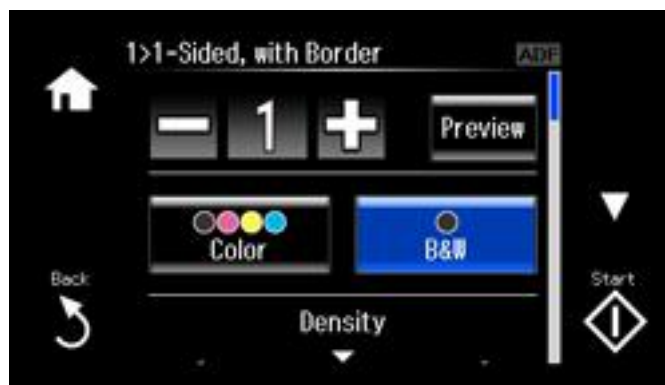 1>1-Sided, with Border
ADF
1
Preview
Color
B&W
Back
Start
Density